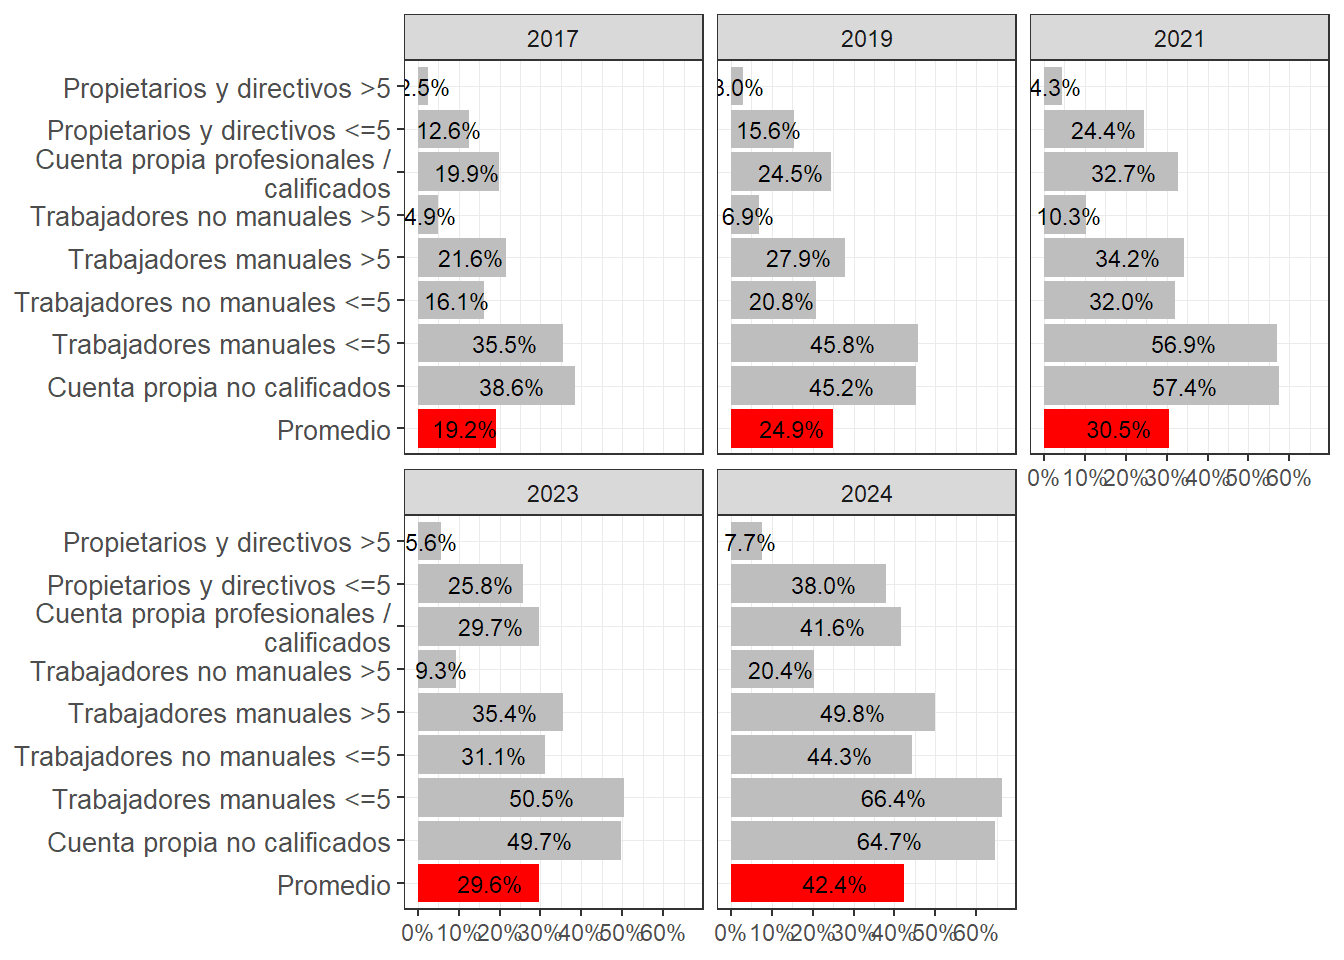 2017
2019
2021
Propietarios y directivos >5
2.5%
3.0%
4.3%
Propietarios y directivos <=5
12.6%
15.6%
24.4%
Cuenta propia profesionales /
calificados
19.9%
24.5%
32.7%
Trabajadores no manuales >5
4.9%
6.9%
10.3%
Trabajadores manuales >5
21.6%
27.9%
34.2%
Trabajadores no manuales <=5
16.1%
20.8%
32.0%
Trabajadores manuales <=5
35.5%
45.8%
56.9%
Cuenta propia no calificados
38.6%
45.2%
57.4%
Promedio
19.2%
24.9%
30.5%
0% 10% 20% 30% 40% 60%
2023
2024
Propietarios y directivos >5
5.6%
7.7%
Propietarios y directivos <=5
25.8%
38.0%
Cuenta propia profesionales /
calificados
29.7%
41.6%
Trabajadores no manuales >5
9.3%
20.4%
Trabajadores manuales >5
35.4%
49.8%
Trabajadores no manuales <=5
31.1%
44.3%
Trabajadores manuales <=5
50.5%
66.4%
Cuenta propia no calificados
49.7%
64.7%
Promedio
29.6%
42.4%
0% 10% 20% 30% 40% 50% 60%
0% 10% 20% 30% 40% 50% 60%